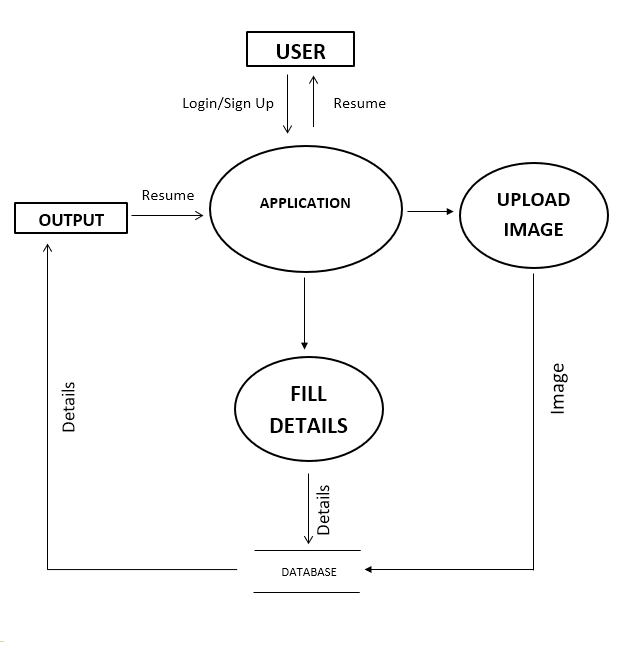 USER
Login/Sign Up
Resume
APPLICATION
UPLOAD
IMAGE
Resume
OUTPUT
FILL
DETAILS
Details
Image
Details
DATABASE